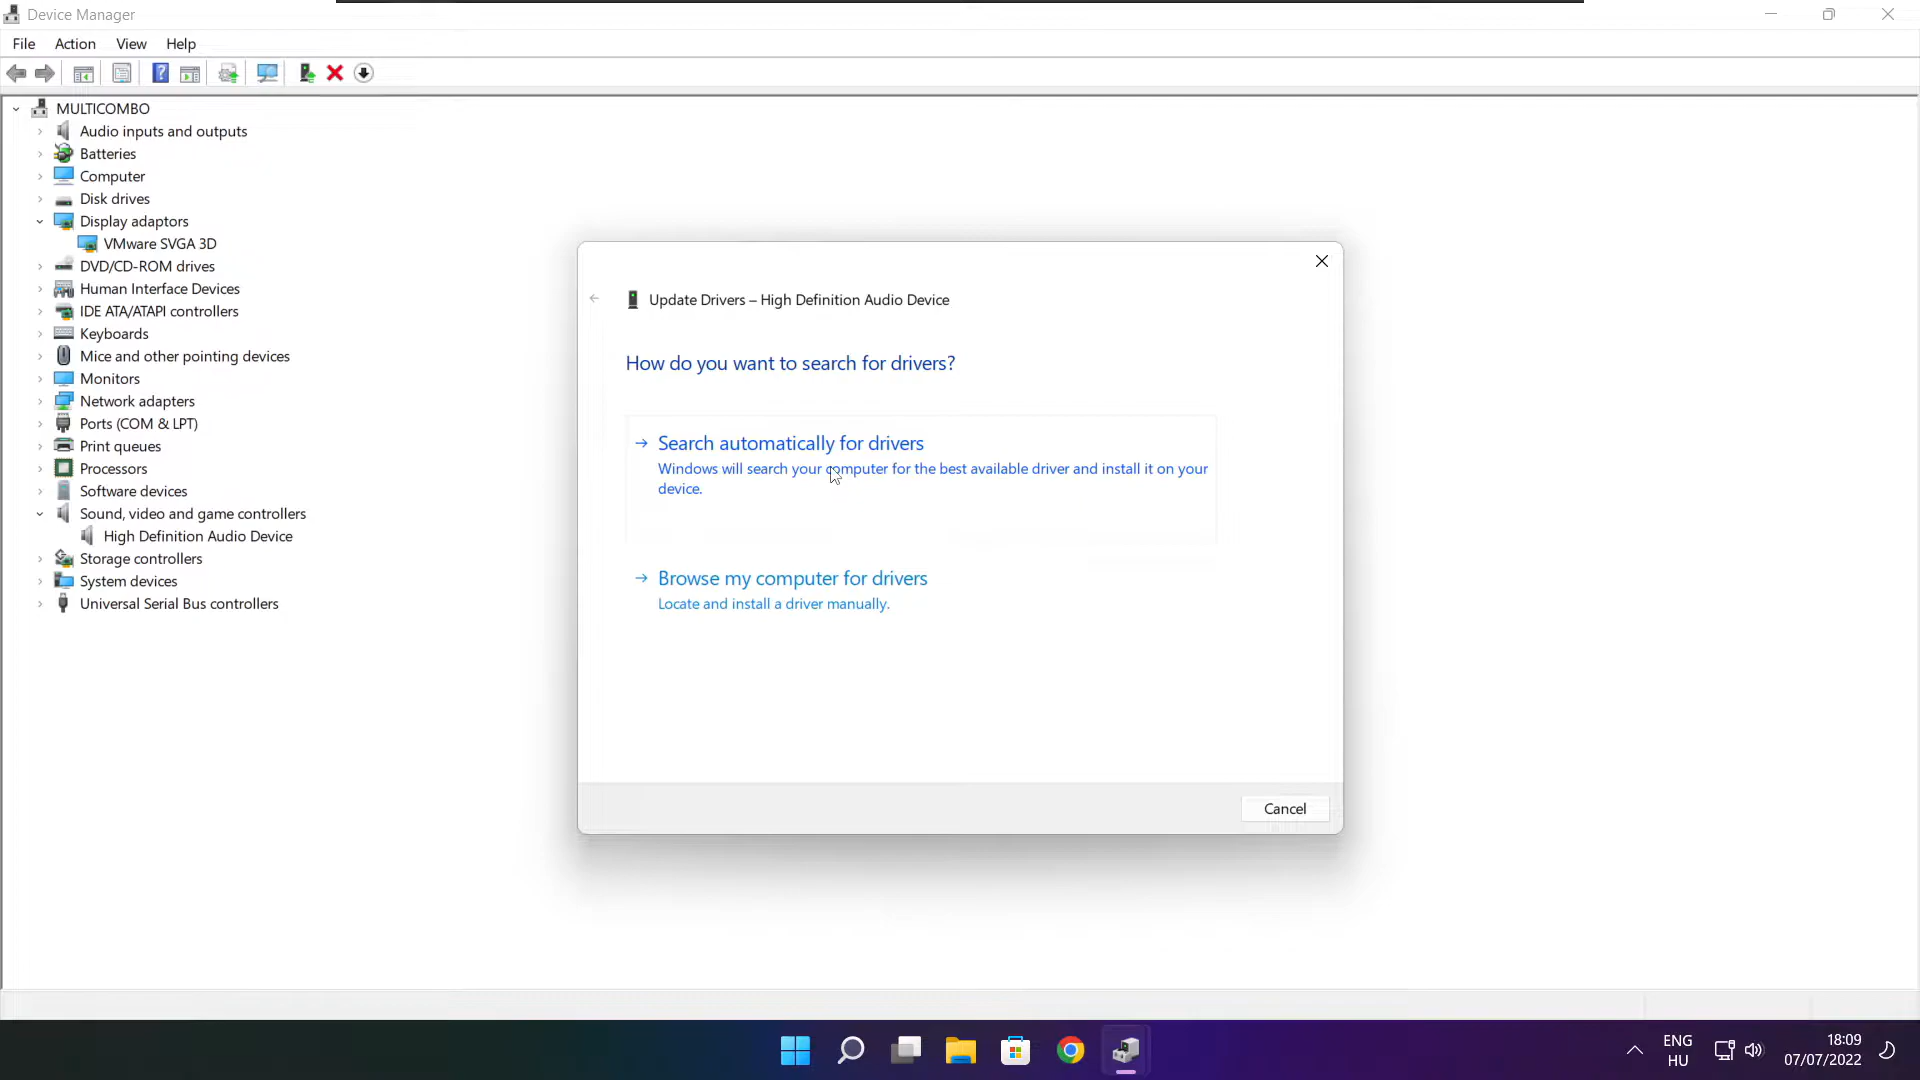 Device Manager
File Action View Help
MULTICOMBO
Audio inputs and outputs
Batteries
Computer
Disk drives
Display adaptors
VMware SVGA 3D
DVD/CD-ROM drives
Human Interface Devices
IDE ATA/ATAPI controllers
Keyboards
Mice and other pointing devices
Monitors
Network adapters
Ports (COM & LPT)
Print queues
Processors
Software devices
Sound, video and game controllers
High Definition Audio Device
Storage controllers
System devices
Universal Serial Bus controllers
Update Drivers – High Definition Audio Device
How do you want to search for drivers?
Search automatically for drivers
Windows will search your computer for the best available driver and install it on your
device.
Browse my computer for drivers
Locate and install a driver manually.
Cancel
ENG
HU
18:09
07/07/2022